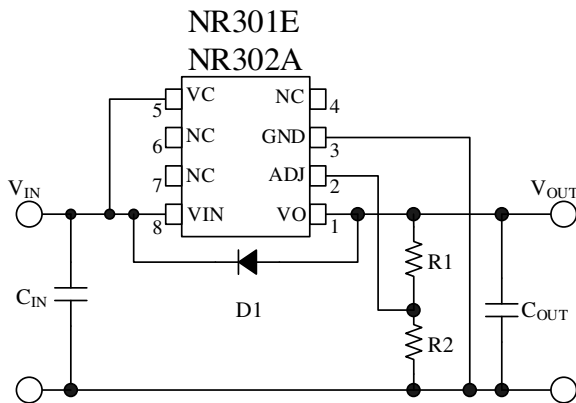 NR301E
NR302A
VC
NC
5
4
NC
GND
6
3
NC
ADJ
7
2
VIN
VOUT
VIN
VO
8
1
R1
CIN
D1
COUT
R2